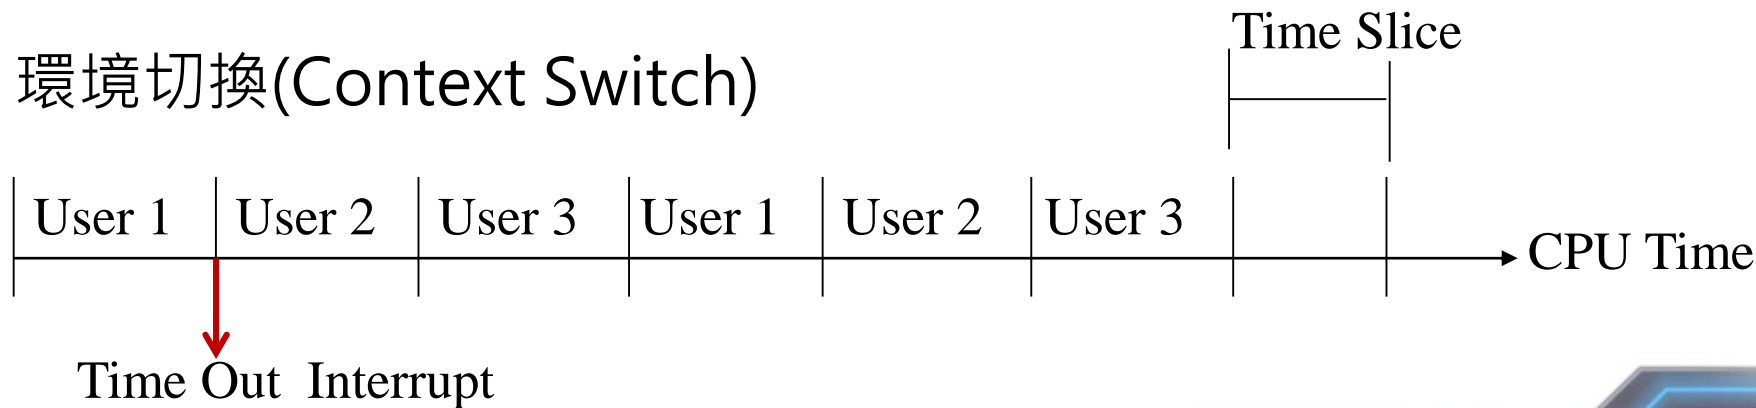 Time Slice
環境切換(Context Switch)
User 1 User 2 User 3 User 1 User 2 User 3
CPU Time
Time Out Interrupt